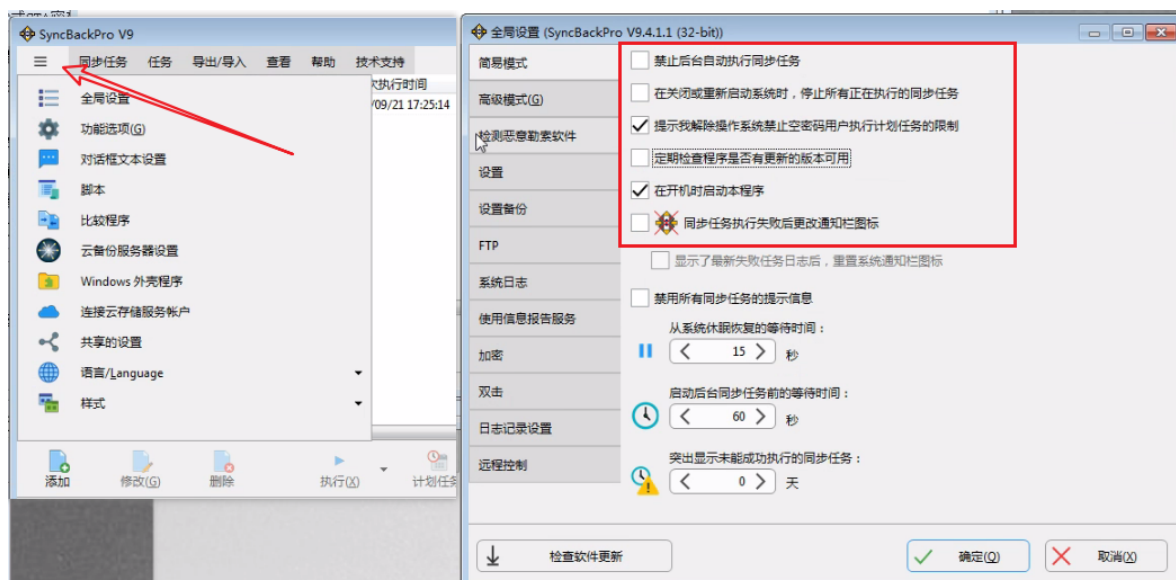 SyncBackPro V9
同步任务 任务 导出/导入 查看 帮助 技术支持
次执行时间
/09/21 17:25:14
全局设置
功能选项(G)
对话框文本设置
脚本
比较程序
云备份服务器设置
Windows 外壳程序
连接云存储服务帐户
共享的设置
语言/Language
样式
添加 修改(G) 删除 执行(X) 计划任务
全局设置 (SyncBackPro V9.4.1.1 (32-bit))
简易模式
高级模式(G)
检测恶意勒索软件
设置
设置备份
FTP
系统日志
使用信息报告服务
加密
双击
日志记录设置
远程控制
禁止后台自动执行同步任务
在关闭或重新启动系统时，停止所有正在执行的同步任务
提示我解除操作系统禁止空密码用户执行计划任务的限制
定期检查程序是否有更新的版本可用
在开机时启动本程序
同步任务执行失败后更改通知栏图标
显示了最新失败任务日志后，重置系统通知栏图标
禁用所有同步任务的提示信息
从系统休眠恢复的等待时间：
15 秒
启动后台同步任务前的等待时间：
60 秒
突出显示未能成功执行的同步任务：
0 天
检查软件更新 确定(O) 取消(X)